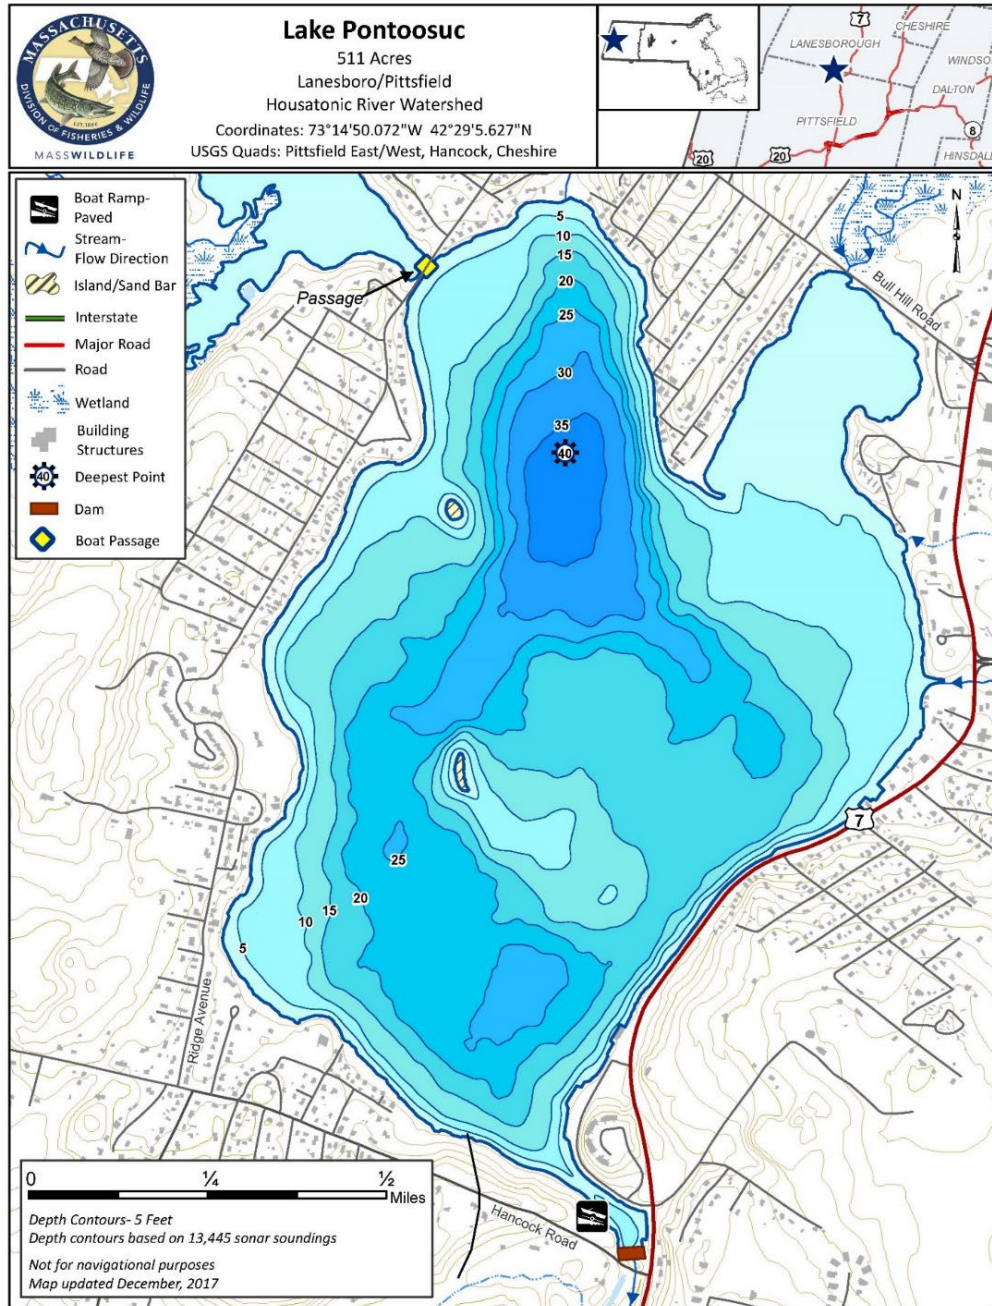 MASSACHUSETTS
DIVISION OF FISHERIES & WILDLIFE
EST. 1866
MASSWILDLIFE
Lake Pontoosuc
511 Acres
Lanesboro/Pittsfield
Housatonic River Watershed
Coordinates: 73°14'50.072"W 42°29'5.627"N
USGS Quads: Pittsfield East/West, Hancock, Cheshire
7
CHESHIRE
LANESBOROUGH
WINDSO
DALTON
PITTSFIELD
8
20
20
HINSDAL
Boat Ramp-
Paved
Stream-
Flow Direction
Island/Sand Bar
Interstate
Major Road
Road
Wetland
Building
Structures
40
Deepest Point
Dam
Boat Passage
Passage
N
Bull Hill Road
5
10
15
20
25
30
35
40
7
25
20
15
10
5
Ridge Avenue
Hancock Road
0 ¼ ½
Miles
Depth Contours- 5 Feet
Depth contours based on 13,445 sonar soundings
Not for navigational purposes
Map updated December, 2017